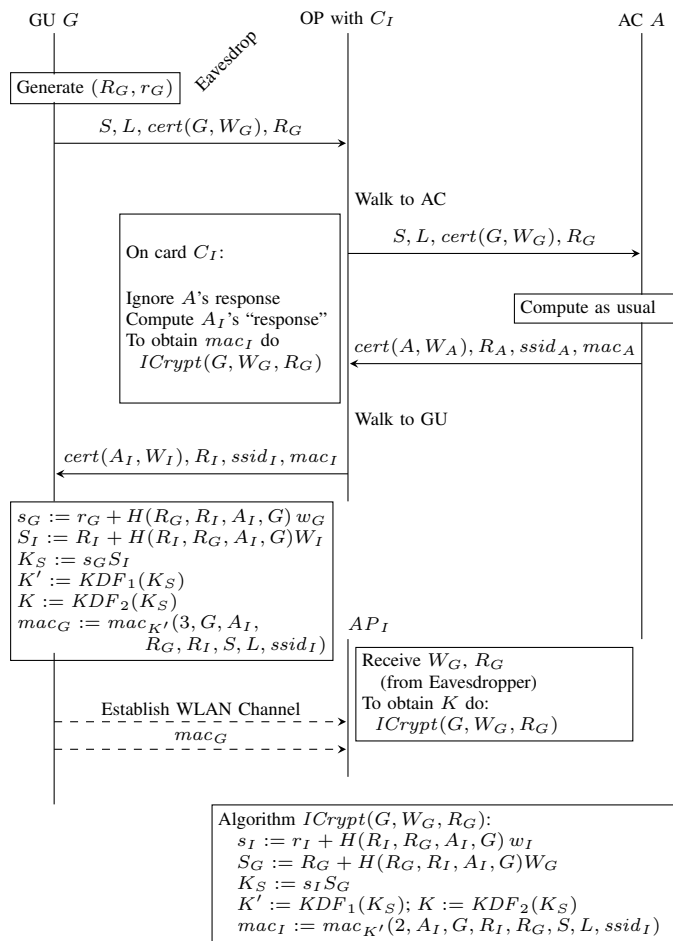 GU G
OP with C_I
AC A
Eavesdrop
Generate (R_G, r_G)
S, L, cert(G, W_G), R_G
Walk to AC
On card C_I:
S, L, cert(G, W_G), R_G
Ignore A's response
Compute A_I's “response”
To obtain mac_I do
ICrypt(G, W_G, R_G)
Compute as usual
cert(A, W_A), R_A, ssid_A, mac_A
Walk to GU
cert(A_I, W_I), R_I, ssid_I, mac_I
s_G := r_G + H(R_G, R_I, A_I, G) w_G
S_I := R_I + H(R_I, R_G, A_I, G)W_I
K_S := s_G S_I
K' := KDF_1(K_S)
K := KDF_2(K_S)
mac_G := mac_{K'}(3, G, A_I,
R_G, R_I, S, L, ssid_I)
AP_I
Receive W_G, R_G
(from Eavesdropper)
To obtain K do:
ICrypt(G, W_G, R_G)
Establish WLAN Channel
mac_G
Algorithm ICrypt(G, W_G, R_G):
s_I := r_I + H(R_I, R_G, A_I, G) w_I
S_G := R_G + H(R_G, R_I, A_I, G)W_G
K_S := s_I S_G
K' := KDF_1(K_S); K := KDF_2(K_S)
mac_I := mac_{K'}(2, A_I, G, R_I, R_G, S, L, ssid_I)